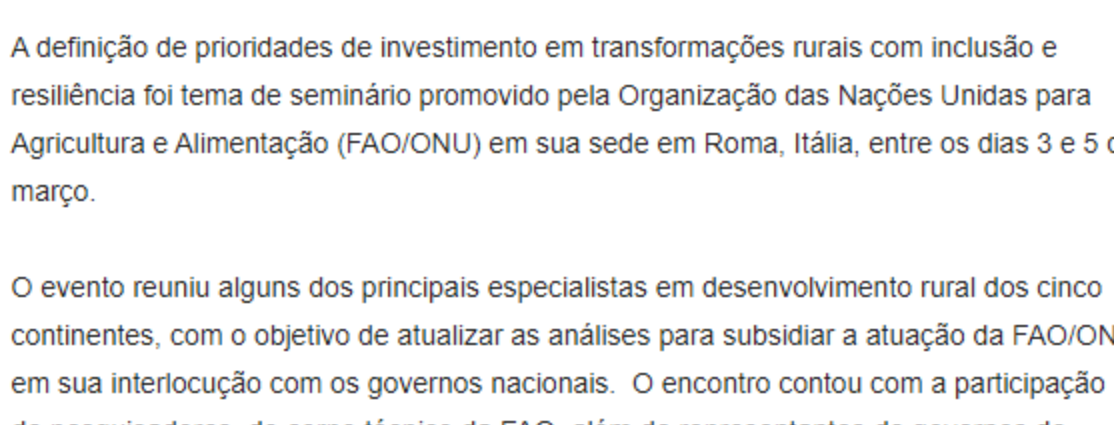 A definição de prioridades de investimento em transformações rurais com inclusão e
resiliência foi tema de seminário promovido pela Organização das Nações Unidas para
Agricultura e Alimentação (FAO/ONU) em sua sede em Roma, Itália, entre os dias 3 e 5
março.
O evento reuniu alguns dos principais especialistas em desenvolvimento rural dos cinco
continentes, com o objetivo de atualizar as análises para subsidiar a atuação da FAO/ON
em sua interlocução com os governos nacionais.  O encontro contou com a participação